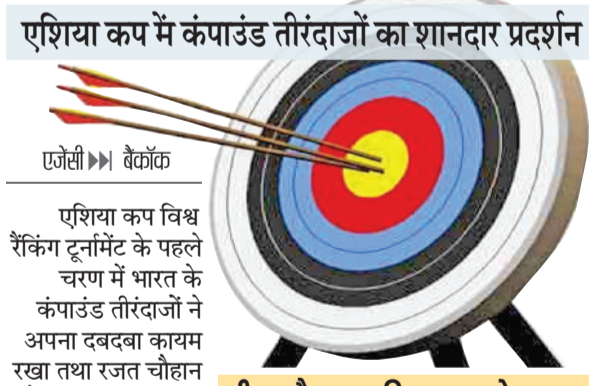 एशिया कप में कंपाउंड तीरंदाजों का शानदार प्रदर्शन
एजेंसी ▶▶| बैंकॉक
एशिया कप विश्व
रैंकिंग टूर्नामेंट के पहले
चरण में भारत के
कंपाउंड तीरंदाजों ने
अपना दबदबा कायम
रखा तथा रजत चौहान